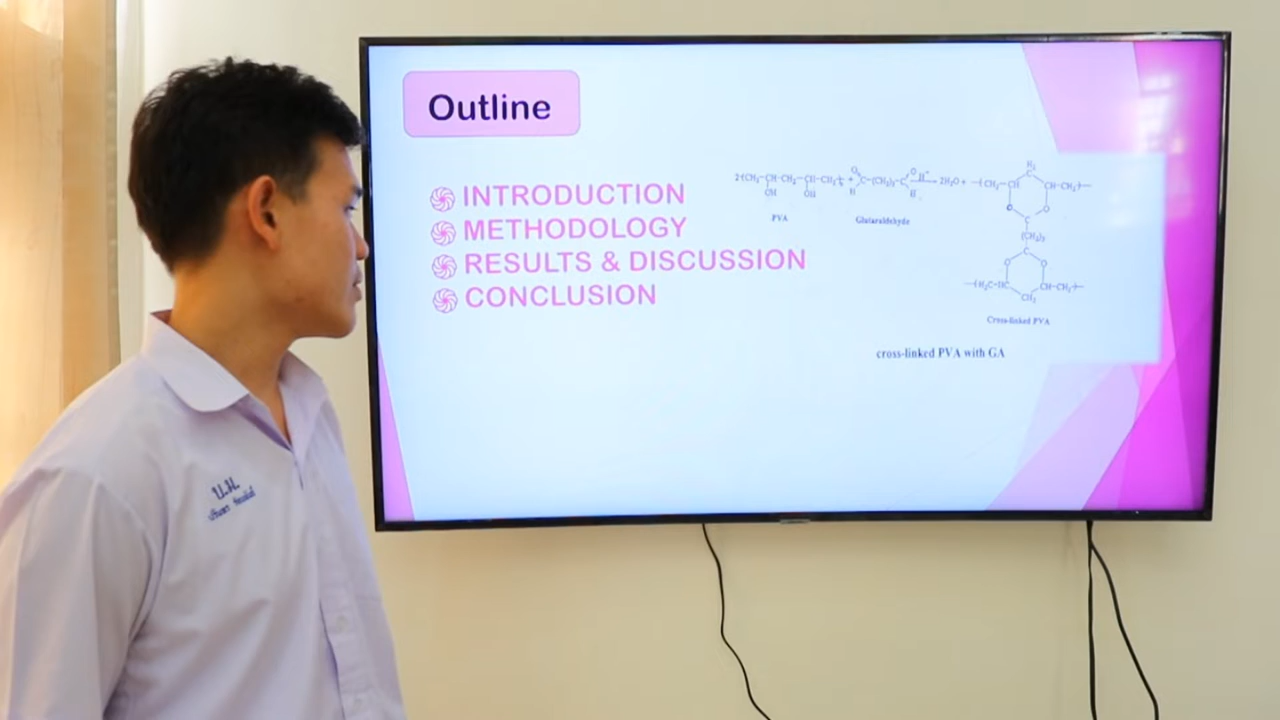 Outline
INTRODUCTION
METHODOLOGY
RESULTS & DISCUSSION
CONCLUSION
PVA
Glutaraldehyde
Cross-linked PVA
cross-linked PVA with GA